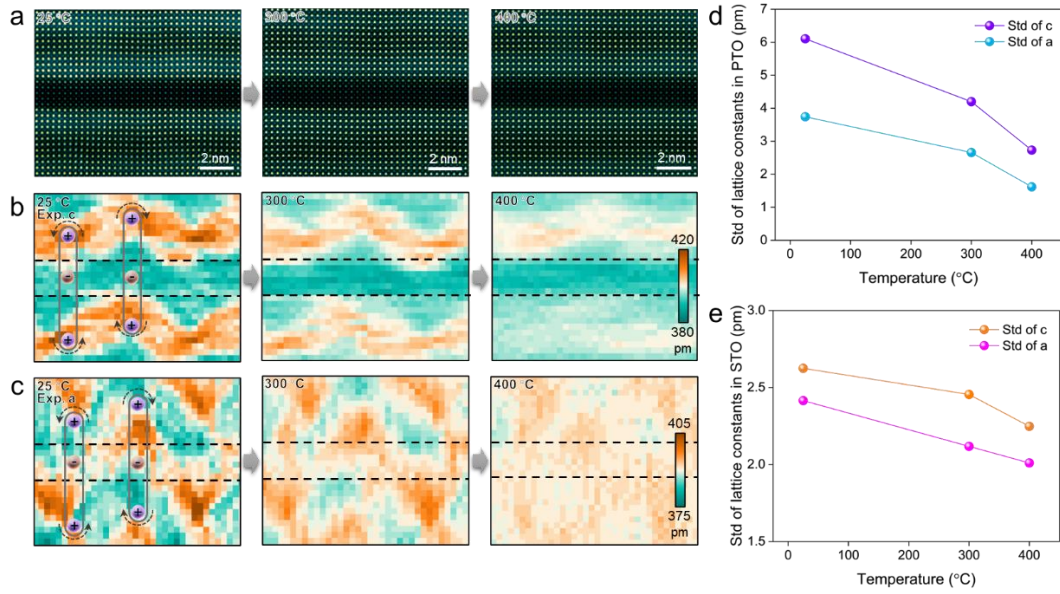 a
25 °C
300 °C
400 °C
2 nm
2 nm
2 nm
b
25 °C
Exp. c
300 °C
400 °C
420
380
pm
c
25 °C
Exp. a
300 °C
400 °C
405
375
pm
d
Std of lattice constants in PTO (pm)
7
6
5
4
3
2
1
0
Std of c
Std of a
0 100 200 300 400
Temperature (°C)
e
Std of lattice constants in STO (pm)
3.0
2.5
2.0
1.5
Std of c
Std of a
0 100 200 300 400
Temperature (°C)